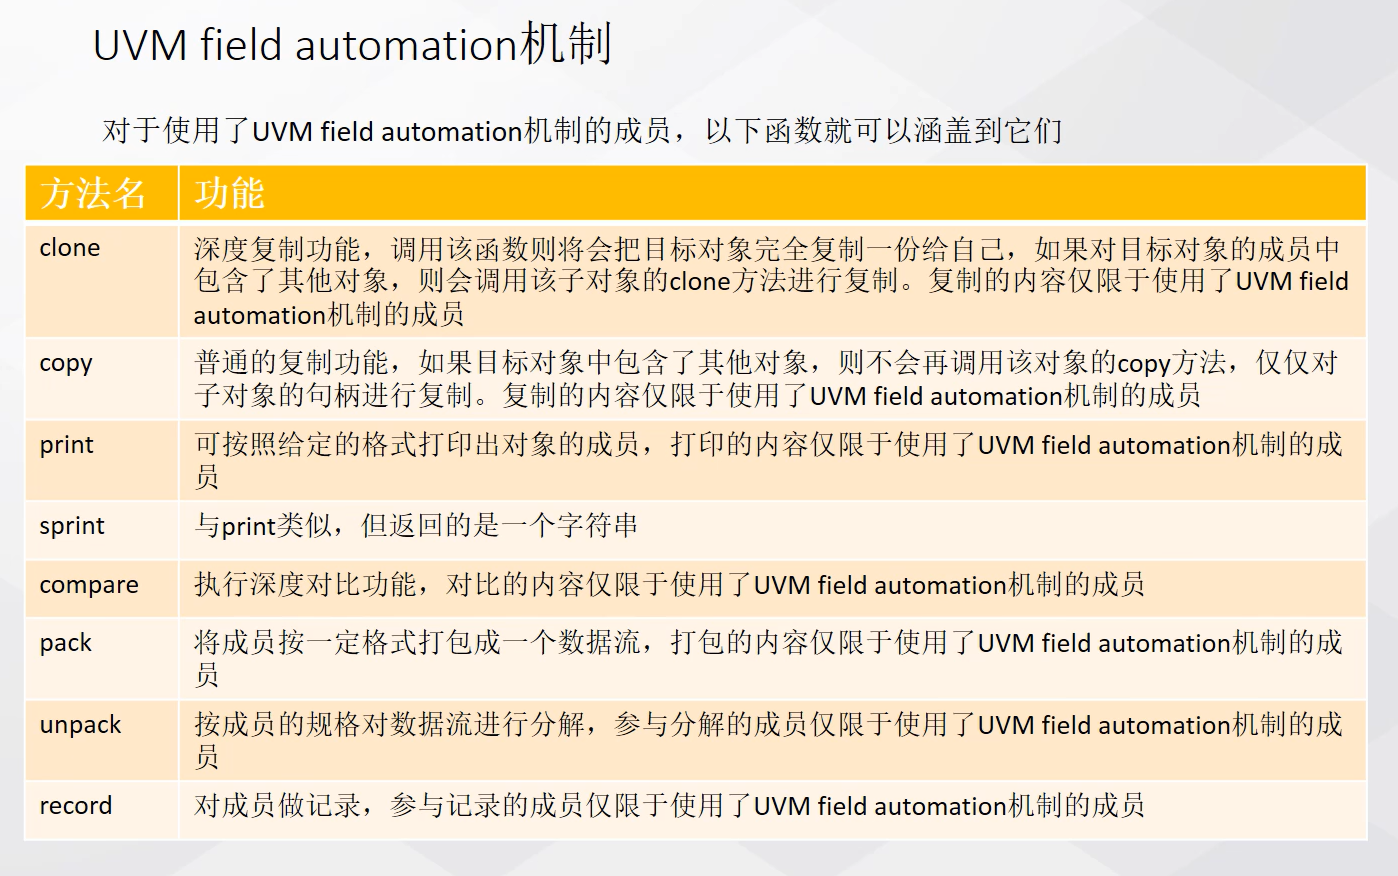 UVM field automation机制
对于使用了UVM field automation机制的成员，以下函数就可以涵盖到它们
方法名 功能
clone 深度复制功能，调用该函数则将会把目标对象完全复制一份给自己，如果对目标对象的成员中
包含了其他对象，则会调用该子对象的clone方法进行复制。复制的内容仅限于使用了UVM field
automation机制的成员
copy 普通的复制功能，如果目标对象中包含了其他对象，则不会再调用该对象的copy方法，仅仅对
子对象的句柄进行复制。复制的内容仅限于使用了UVM field automation机制的成员
print 可按照给定的格式打印出对象的成员，打印的内容仅限于使用了UVM field automation机制的成
员
sprint 与print类似，但返回的是一个字符串
compare 执行深度对比功能，对比的内容仅限于使用了UVM field automation机制的成员
pack 将成员按一定格式打包成一个数据流，打包的内容仅限于使用了UVM field automation机制的成
员
unpack 按成员的规格对数据流进行分解，参与分解的成员仅限于使用了UVM field automation机制的成
员
record 对成员做记录，参与记录的成员仅限于使用了UVM field automation机制的成员